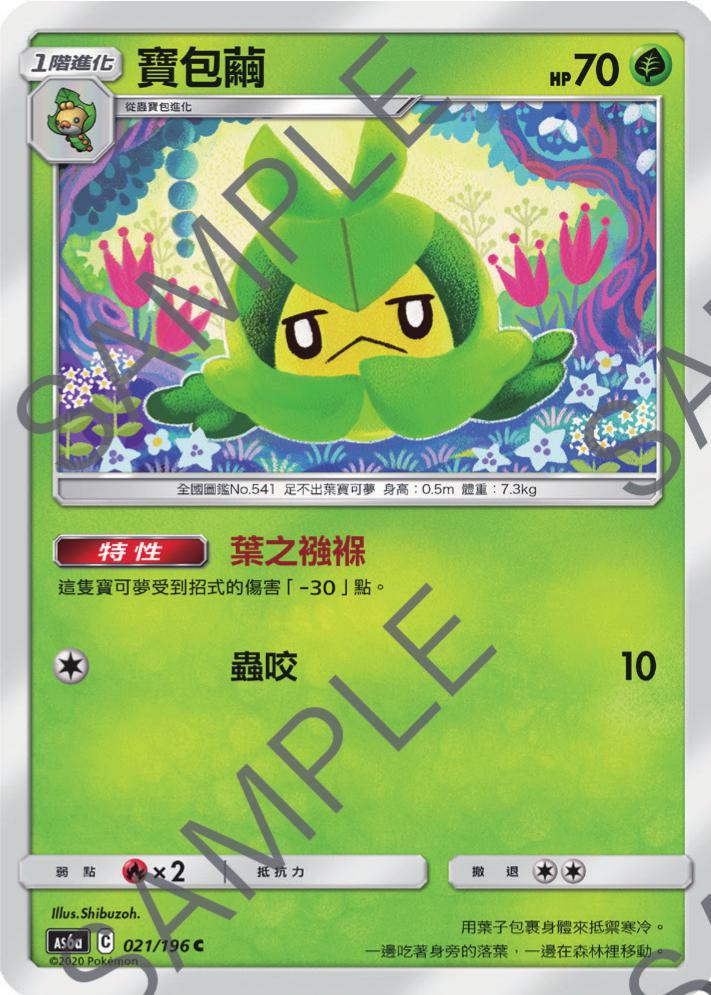 1階進化
寶包繭
HP 70
從蟲寶包進化
全國圖鑑No.541 足不出葉寶可夢 身高：0.5m 體重：7.3kg
特性 葉之襁褓
這隻寶可夢受到招式的傷害「-30」點。
蟲咬 10
弱點 ×2 抵抗力 撤退
Illus.Shibuzoh.
AS6a C 021/196 C
©2020 Pokémon
用葉子包裹身體來抵禦寒冷。
一邊吃著身旁的落葉，一邊在森林裡移動。
SAMPLE
SAMPLE
SA
SA